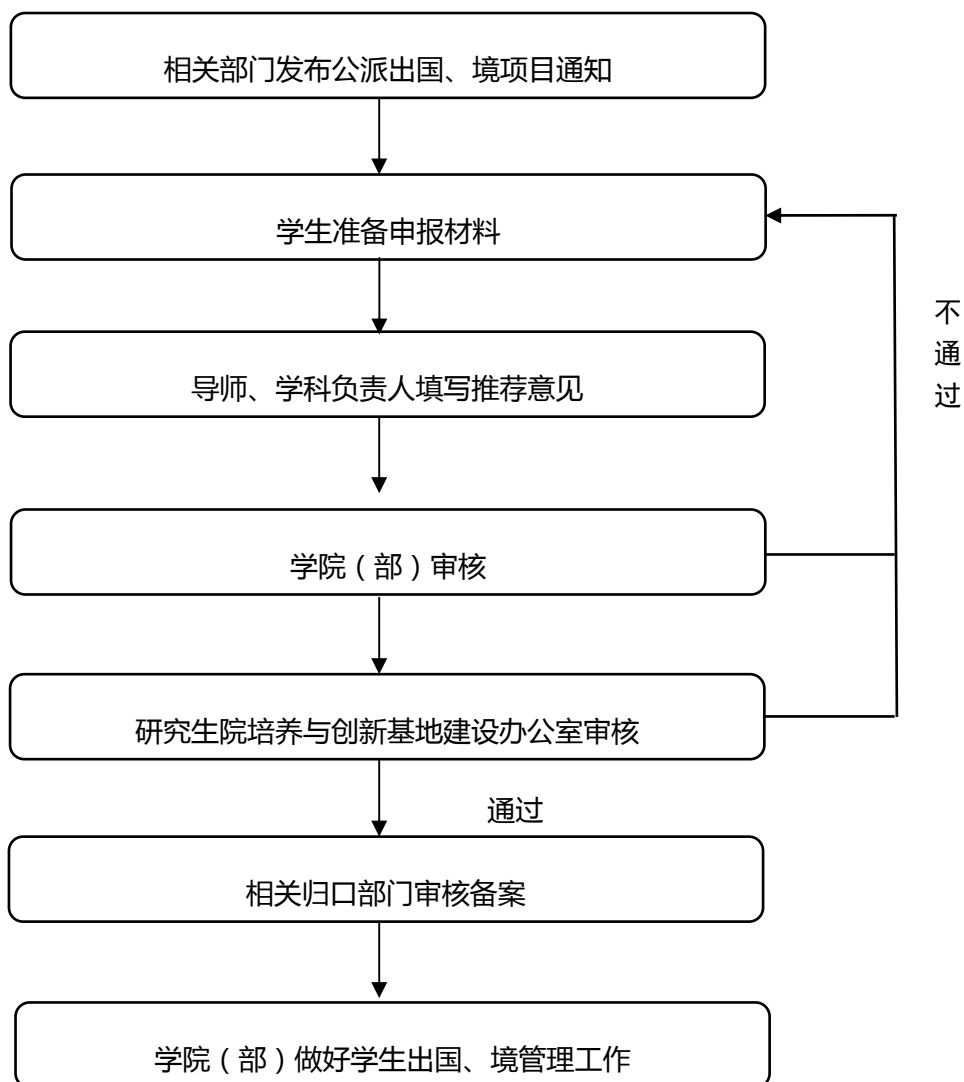 相关部门发布公派出国、境项目通知
学生准备申报材料
不
通
过
导师、学科负责人填写推荐意见
学院（部）审核
研究生院培养与创新基地建设办公室审核
通过
相关归口部门审核备案
学院（部）做好学生出国、境管理工作